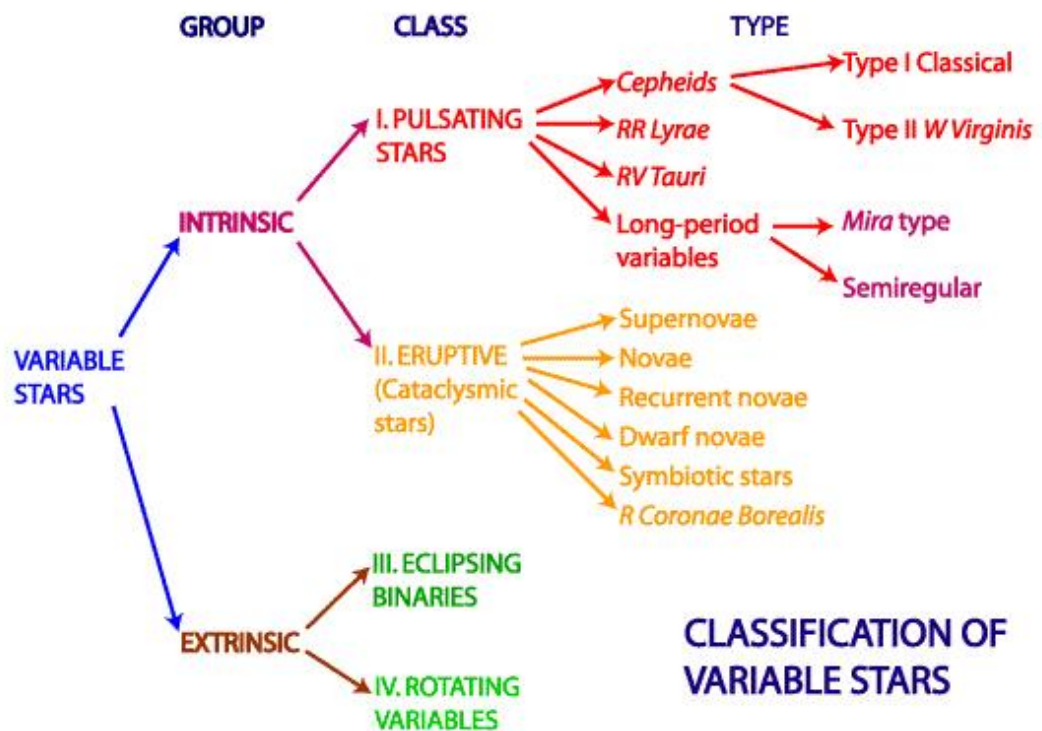 GROUP
CLASS
TYPE
VARIABLE
STARS
INTRINSIC
I. PULSATING
STARS
Cepheids
Type I Classical
Type II W Virginis
RR Lyrae
RV Tauri
Long-period
variables
Mira type
Semiregular
II. ERUPTIVE
(Cataclysmic
stars)
Supernovae
Novae
Recurrent novae
Dwarf novae
Symbiotic stars
R Coronae Borealis
EXTRINSIC
III. ECLIPSING
BINARIES
IV. ROTATING
VARIABLES
CLASSIFICATION OF
VARIABLE STARS